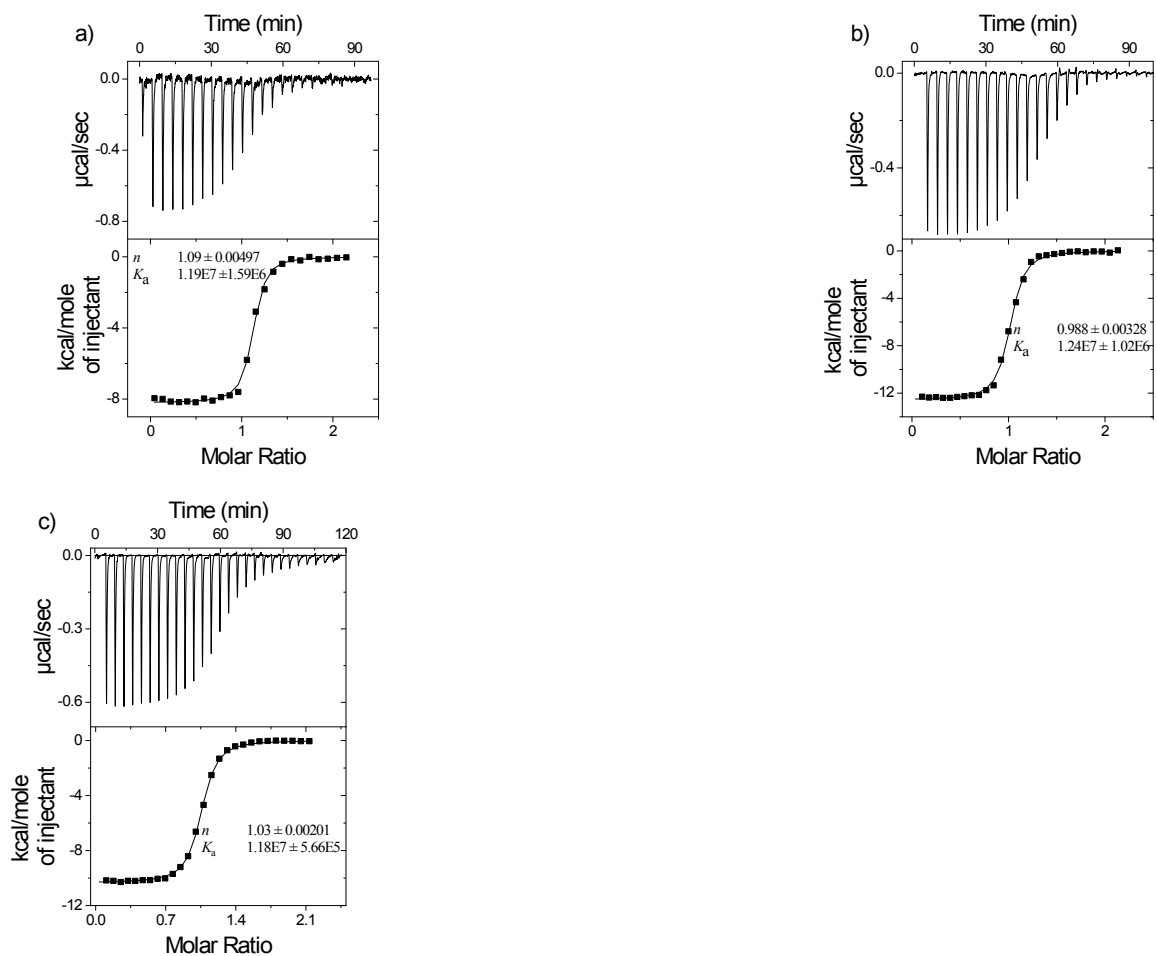 a)
Time (min)
0 30 60 90
0.0
-0.4
-0.8
µcal/sec
n 1.09 ± 0.00497
Ka 1.19E7 ±1.59E6
0
-4
-8
kcal/mole
of injectant
0 1 2
Molar Ratio
b)
Time (min)
0 30 60 90
0.0
-0.4
µcal/sec
0
-4
-8
-12
kcal/mole
of injectant
n 0.988 ± 0.00328
Ka 1.24E7 ± 1.02E6
0 1 2
Molar Ratio
c)
Time (min)
0 30 60 90 120
0.0
-0.3
-0.6
µcal/sec
0
-4
-8
-12
kcal/mole
of injectant
n 1.03 ± 0.00201
Ka 1.18E7 ± 5.66E5
0.0 0.7 1.4 2.1
Molar Ratio